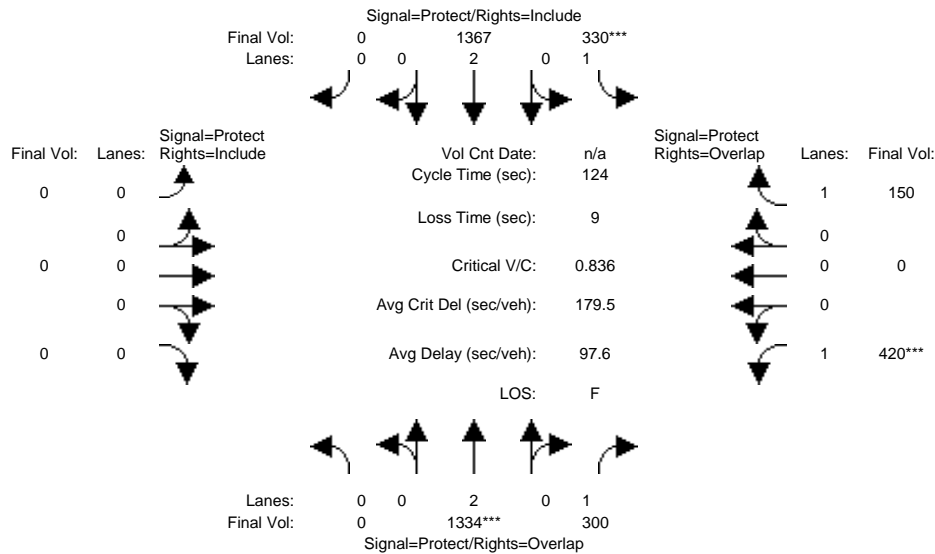 Signal=Protect/Rights=Include
Final Vol: 0 1367 330***
Lanes: 0 0 2 0 1
Signal=Protect Signal=Protect
Final Vol: Lanes: Rights=Include Vol Cnt Date: n/a Rights=Overlap Lanes: Final Vol:
Cycle Time (sec): 124
0 0 1 150
Loss Time (sec): 9
0 0
0 0 Critical V/C: 0.836 0 0
0 Avg Crit Del (sec/veh): 179.5 0
0 0 Avg Delay (sec/veh): 97.6 1 420***
LOS: F
Lanes: 0 0 2 0 1
Final Vol: 0 1334*** 300
Signal=Protect/Rights=Overlap